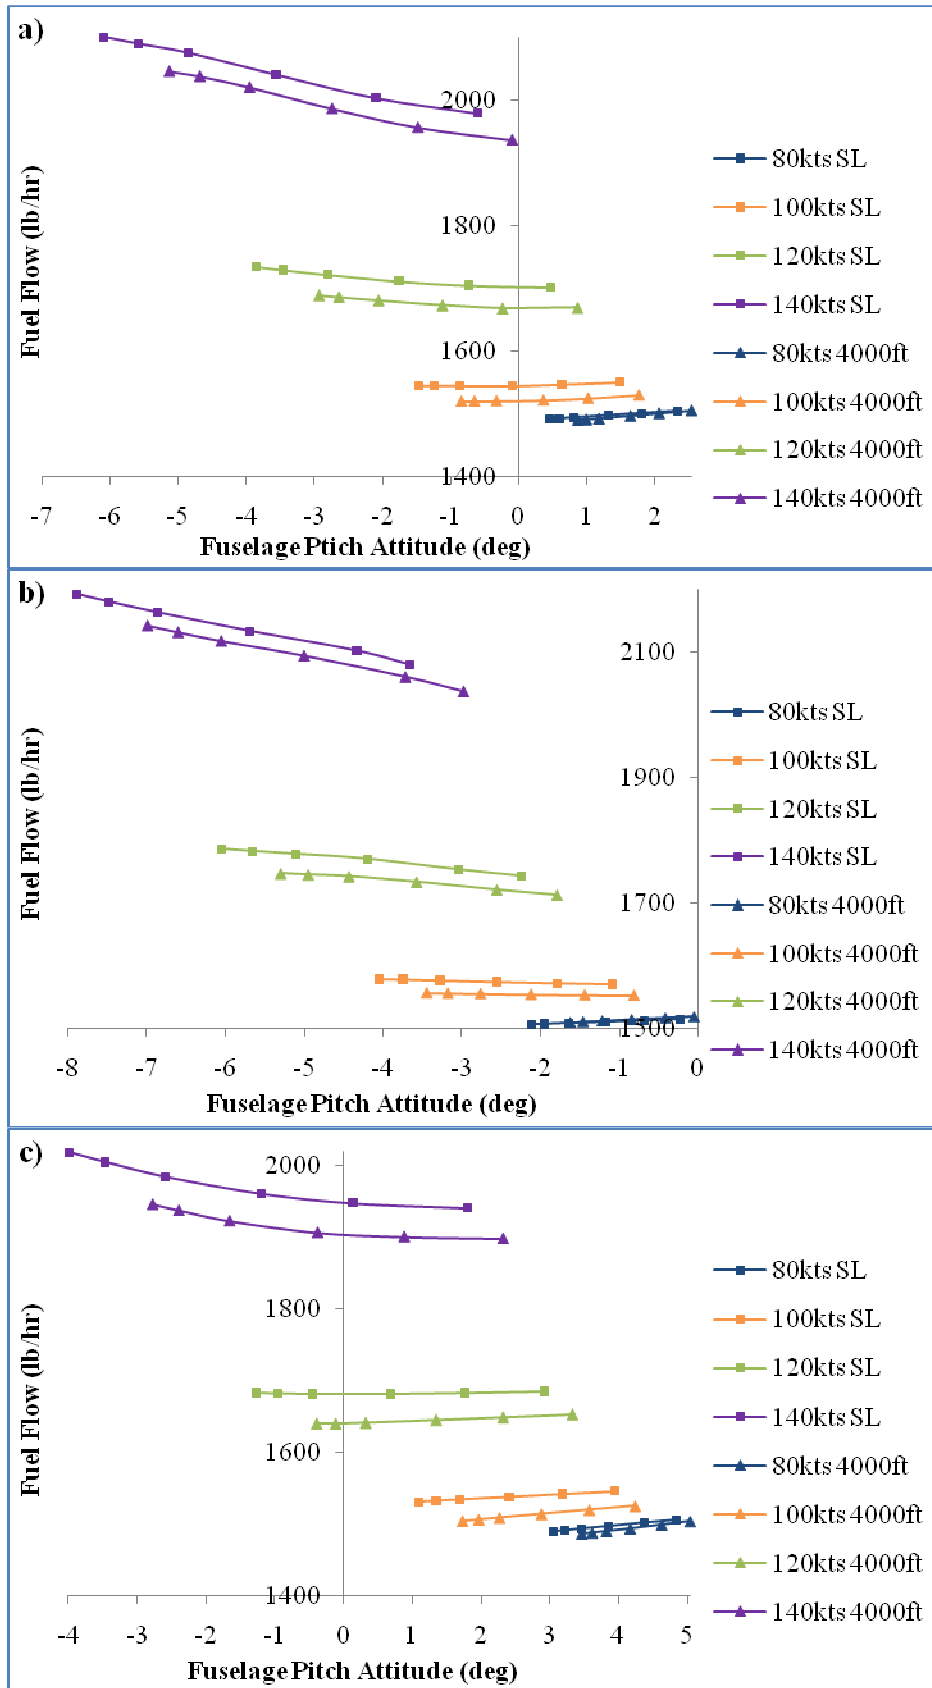 a)
2000
1800
1600
1400
Fuel Flow (lb/hr)
-7 -6 -5 -4 -3 -2 -1 0 1 2
Fuselage Ptich Attitude (deg)
80kts SL
100kts SL
120kts SL
140kts SL
80kts 4000ft
100kts 4000ft
120kts 4000ft
140kts 4000ft
b)
2100
1900
1700
1500
Fuel Flow (lb/hr)
-8 -7 -6 -5 -4 -3 -2 -1 0
Fuselage Pitch Attitude (deg)
80kts SL
100kts SL
120kts SL
140kts SL
80kts 4000ft
100kts 4000ft
120kts 4000ft
140kts 4000ft
c)
2000
1800
1600
1400
Fuel Flow (lb/hr)
-4 -3 -2 -1 0 1 2 3 4 5
Fuselage Pitch Attitude (deg)
80kts SL
100kts SL
120kts SL
140kts SL
80kts 4000ft
100kts 4000ft
120kts 4000ft
140kts 4000ft